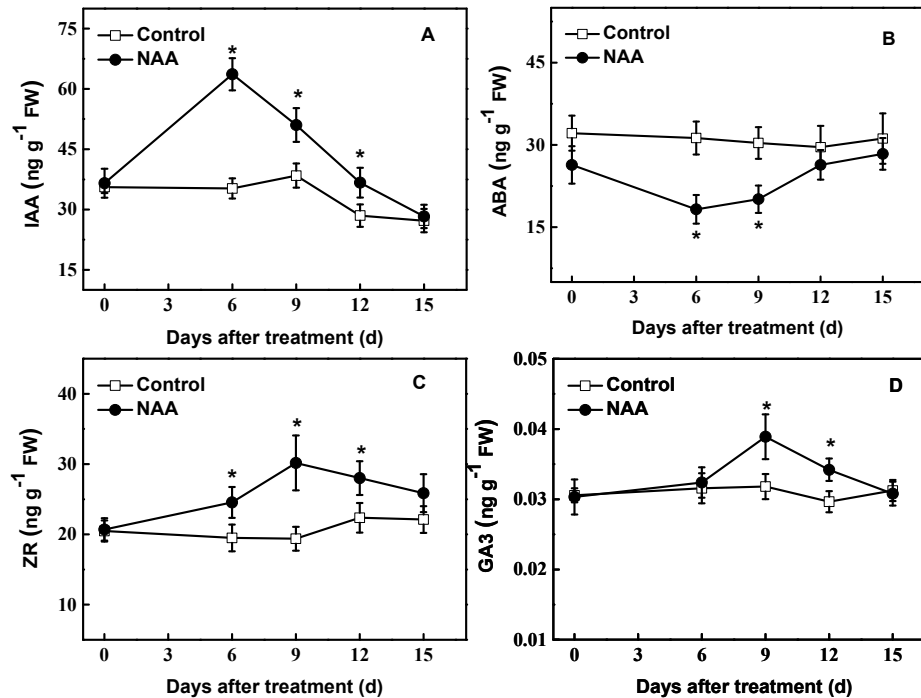 Control
NAA
A
*
*
*
75
60
45
30
15
IAA (ng g⁻¹ FW)
0 3 6 9 12 15
Days after treatment (d)
Control
NAA
B
45
30
15
ABA (ng g⁻¹ FW)
*
*
0 3 6 9 12 15
Days after treatment (d)
Control
NAA
C
*
*
*
40
30
20
10
ZR (ng g⁻¹ FW)
0 3 6 9 12 15
Days after treatment (d)
Control
NAA
D
*
*
0.05
0.04
0.03
0.02
0.01
GA3 (ng g⁻¹ FW)
0 3 6 9 12 15
Days after treatment (d)